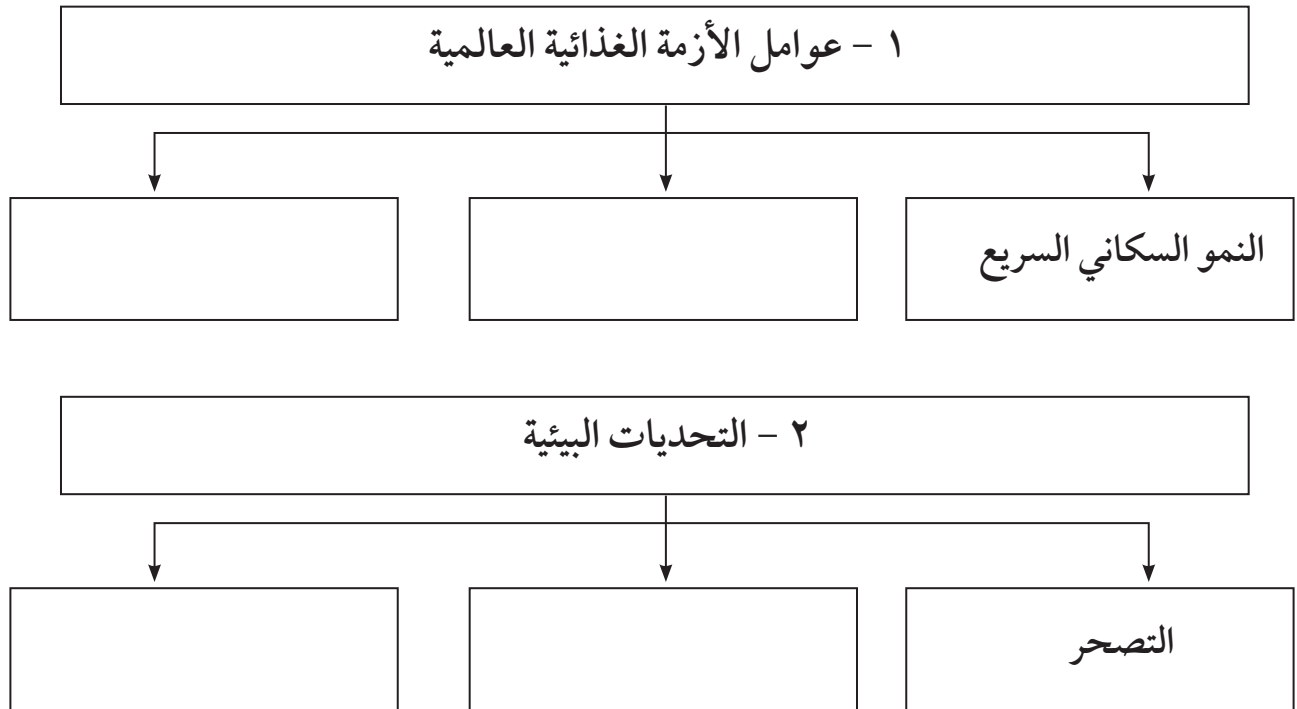 ١ - عوامل الأزمة الغذائية العالمية
النمو السكاني السريع
٢ - التحديات البيئية
التصحر